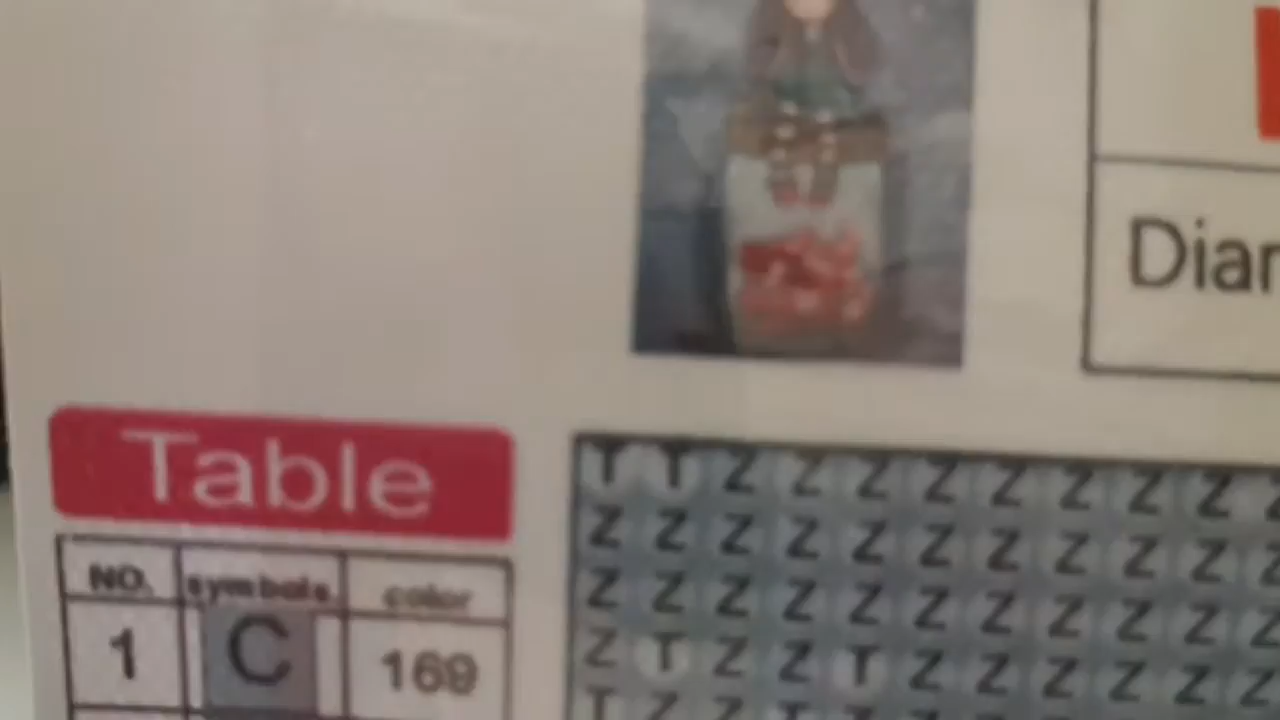 Diar
Table
NO. symbols color
1 C 169
T T Z Z Z Z Z Z Z Z Z
Z Z Z Z Z Z Z Z Z Z Z
Z Z Z Z Z Z Z Z Z Z Z
Z T Z Z T Z Z Z Z Z Z
T Z Z T Z Z Z Z Z Z